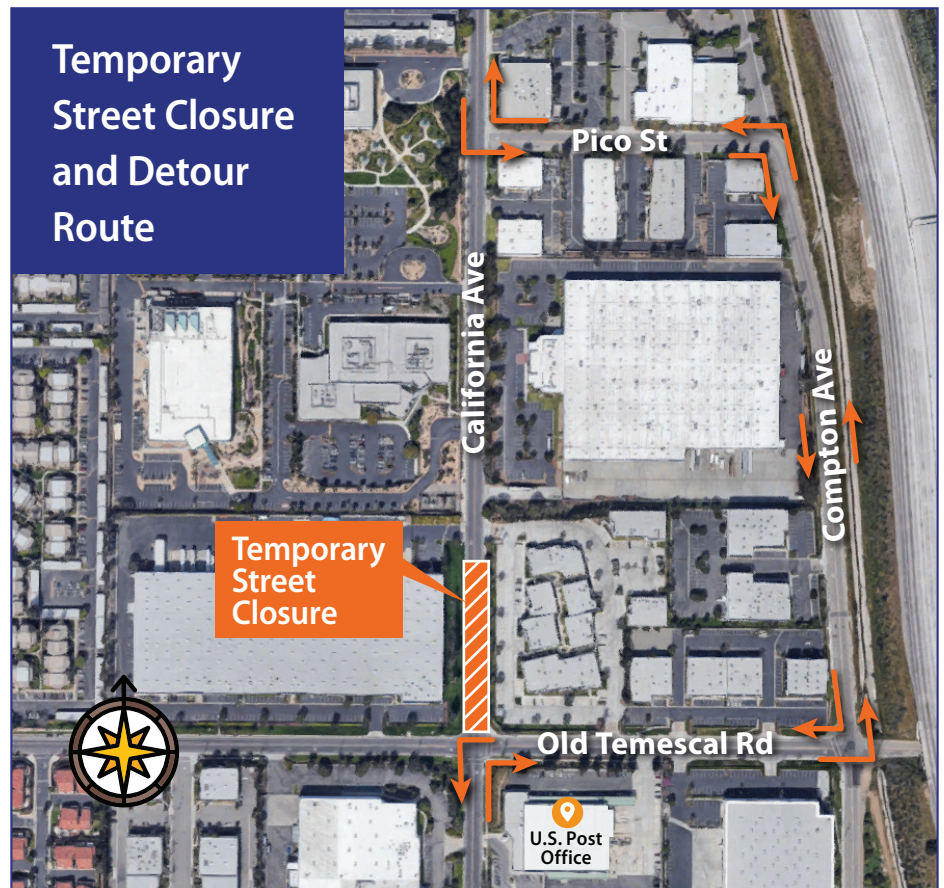 Temporary
Street Closure
and Detour
Route
Pico St
California Ave
Compton Ave
Temporary
Street
Closure
Old Temescal Rd
U.S. Post
Office